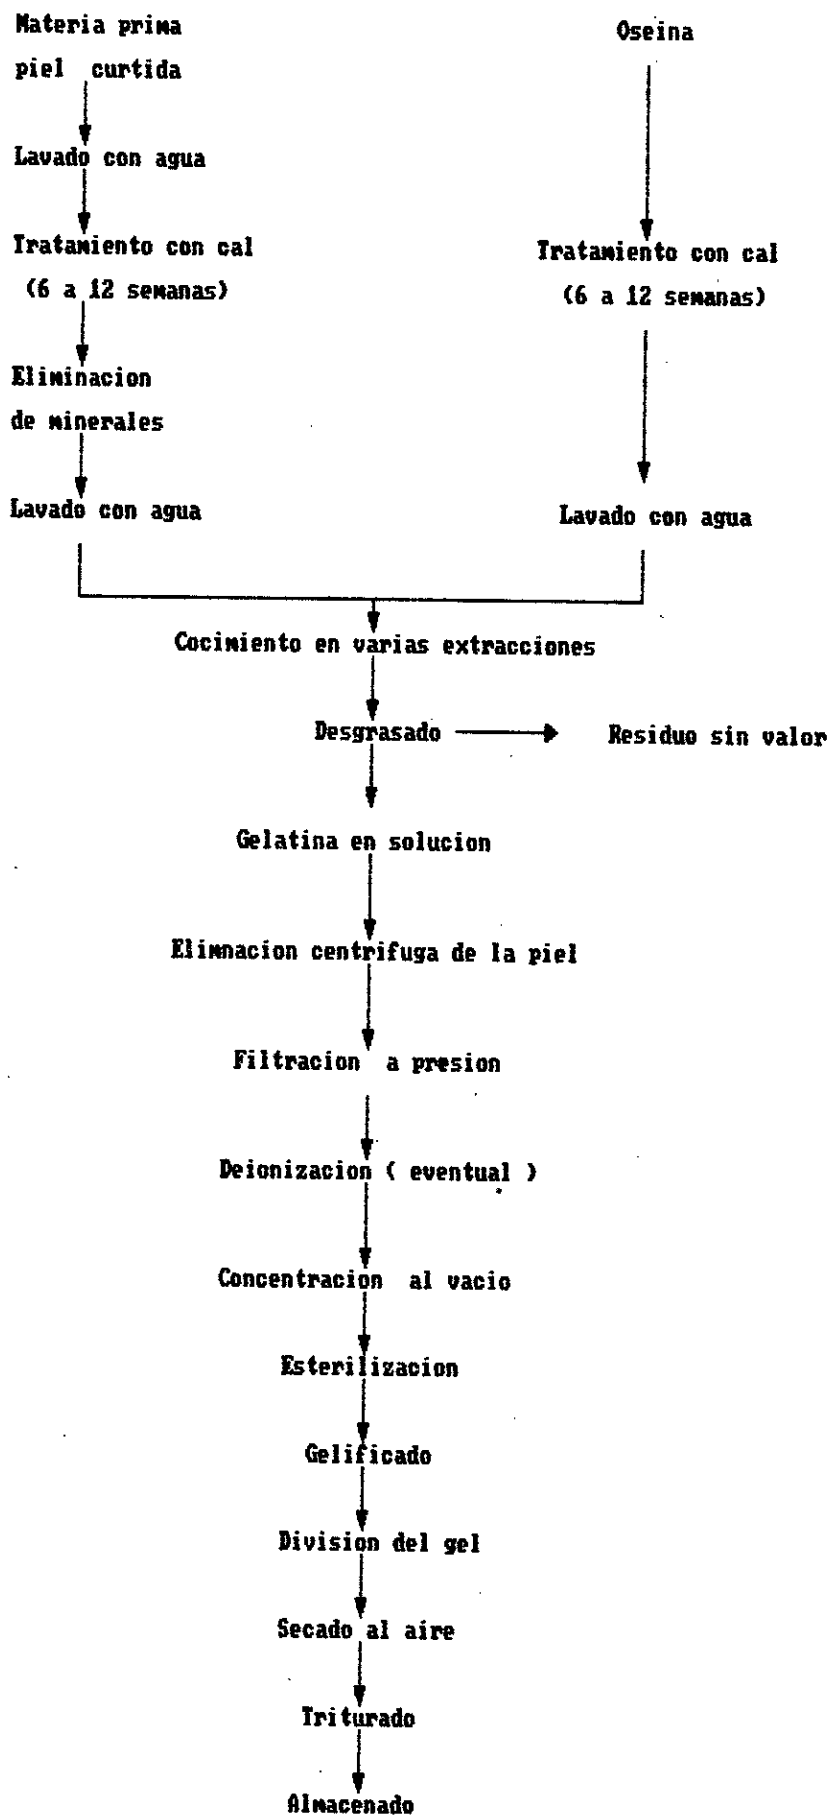 Materia prima
piel curtida
Lavado con agua
Tratamiento con cal
(6 a 12 semanas)
Eliminacion
de minerales
Lavado con agua
Oseina
Tratamiento con cal
(6 a 12 semanas)
Lavado con agua
Cocimiento en varias extracciones
Desgrasado
Residuo sin valor
Gelatina en solucion
Elimnacion centrifuga de la piel
Filtracion a presion
Deionizacion ( eventual )
Concentracion al vacio
Esterilizacion
Gelificado
Division del gel
Secado al aire
Triturado
Almacenado